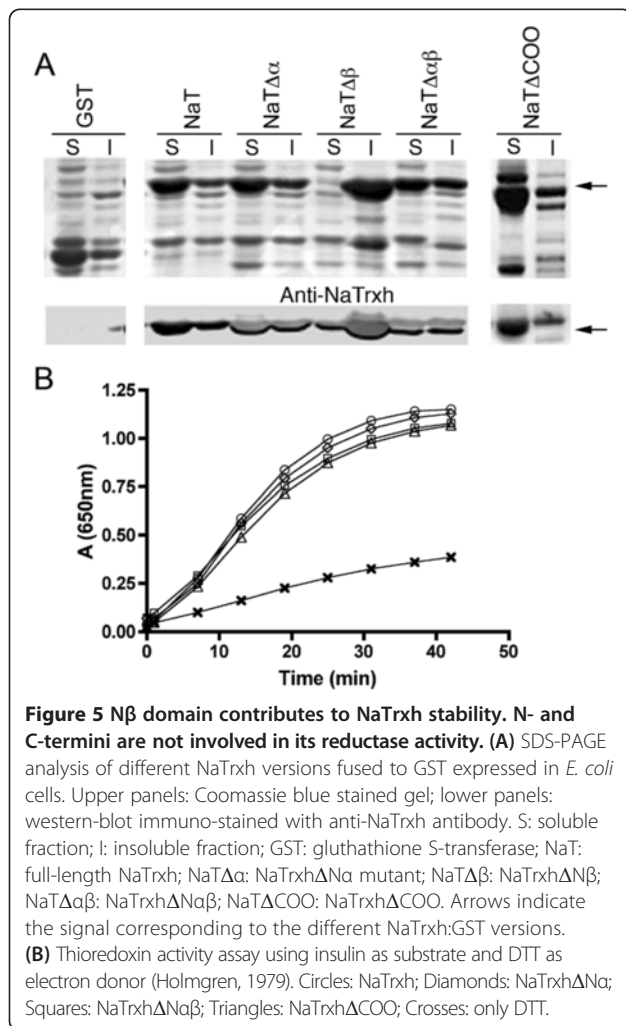 A
GST
NaT
NaTΔα
NaTΔβ
NaTΔαβ
NaTΔCOO
S I S I S I S I S I S I
Anti-NaTrxh
B
A (650nm)
1.25
1.00
0.75
0.50
0.25
0.00
0 10 20 30 40 50
Time (min)
Figure 5 Nβ domain contributes to NaTrxh stability. N- and
C-termini are not involved in its reductase activity. (A) SDS-PAGE
analysis of different NaTrxh versions fused to GST expressed in E. coli
cells. Upper panels: Coomassie blue stained gel; lower panels:
western-blot immuno-stained with anti-NaTrxh antibody. S: soluble
fraction; I: insoluble fraction; GST: gluthathione S-transferase; NaT:
full-length NaTrxh; NaTΔα: NaTrxhΔNα mutant; NaTΔβ: NaTrxhΔNβ;
NaTΔαβ: NaTrxhΔNαβ; NaTΔCOO: NaTrxhΔCOO. Arrows indicate
the signal corresponding to the different NaTrxh:GST versions.
(B) Thioredoxin activity assay using insulin as substrate and DTT as
electron donor (Holmgren, 1979). Circles: NaTrxh; Diamonds: NaTrxhΔNα;
Squares: NaTrxhΔNαβ; Triangles: NaTrxhΔCOO; Crosses: only DTT.